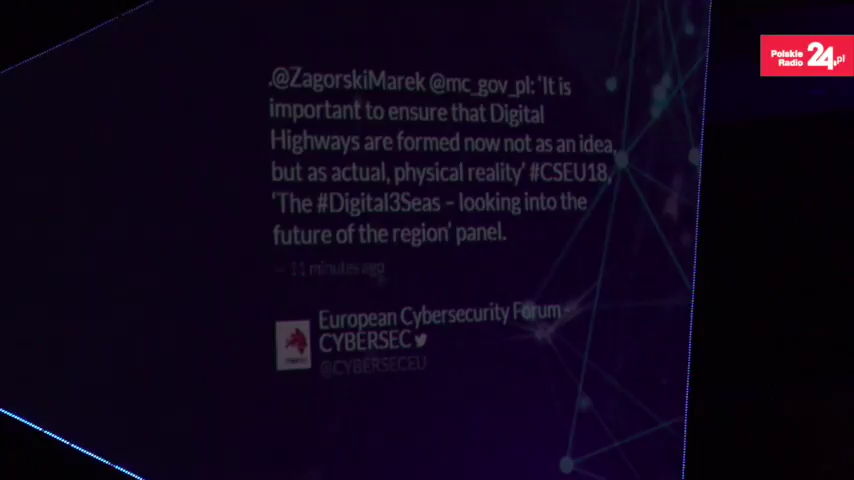 Polskie
Radio 24.pl
.@ZagorskiMarek @mc_gov_pl: 'It is
important to ensure that Digital
Highways are formed now not as an idea,
but as actual, physical reality' #CSEU18,
'The #Digital3Seas – looking into the
future of the region' panel.
– 11 minutes ago
European Cybersecurity Forum -
CYBERSEC
@CYBERSECEU